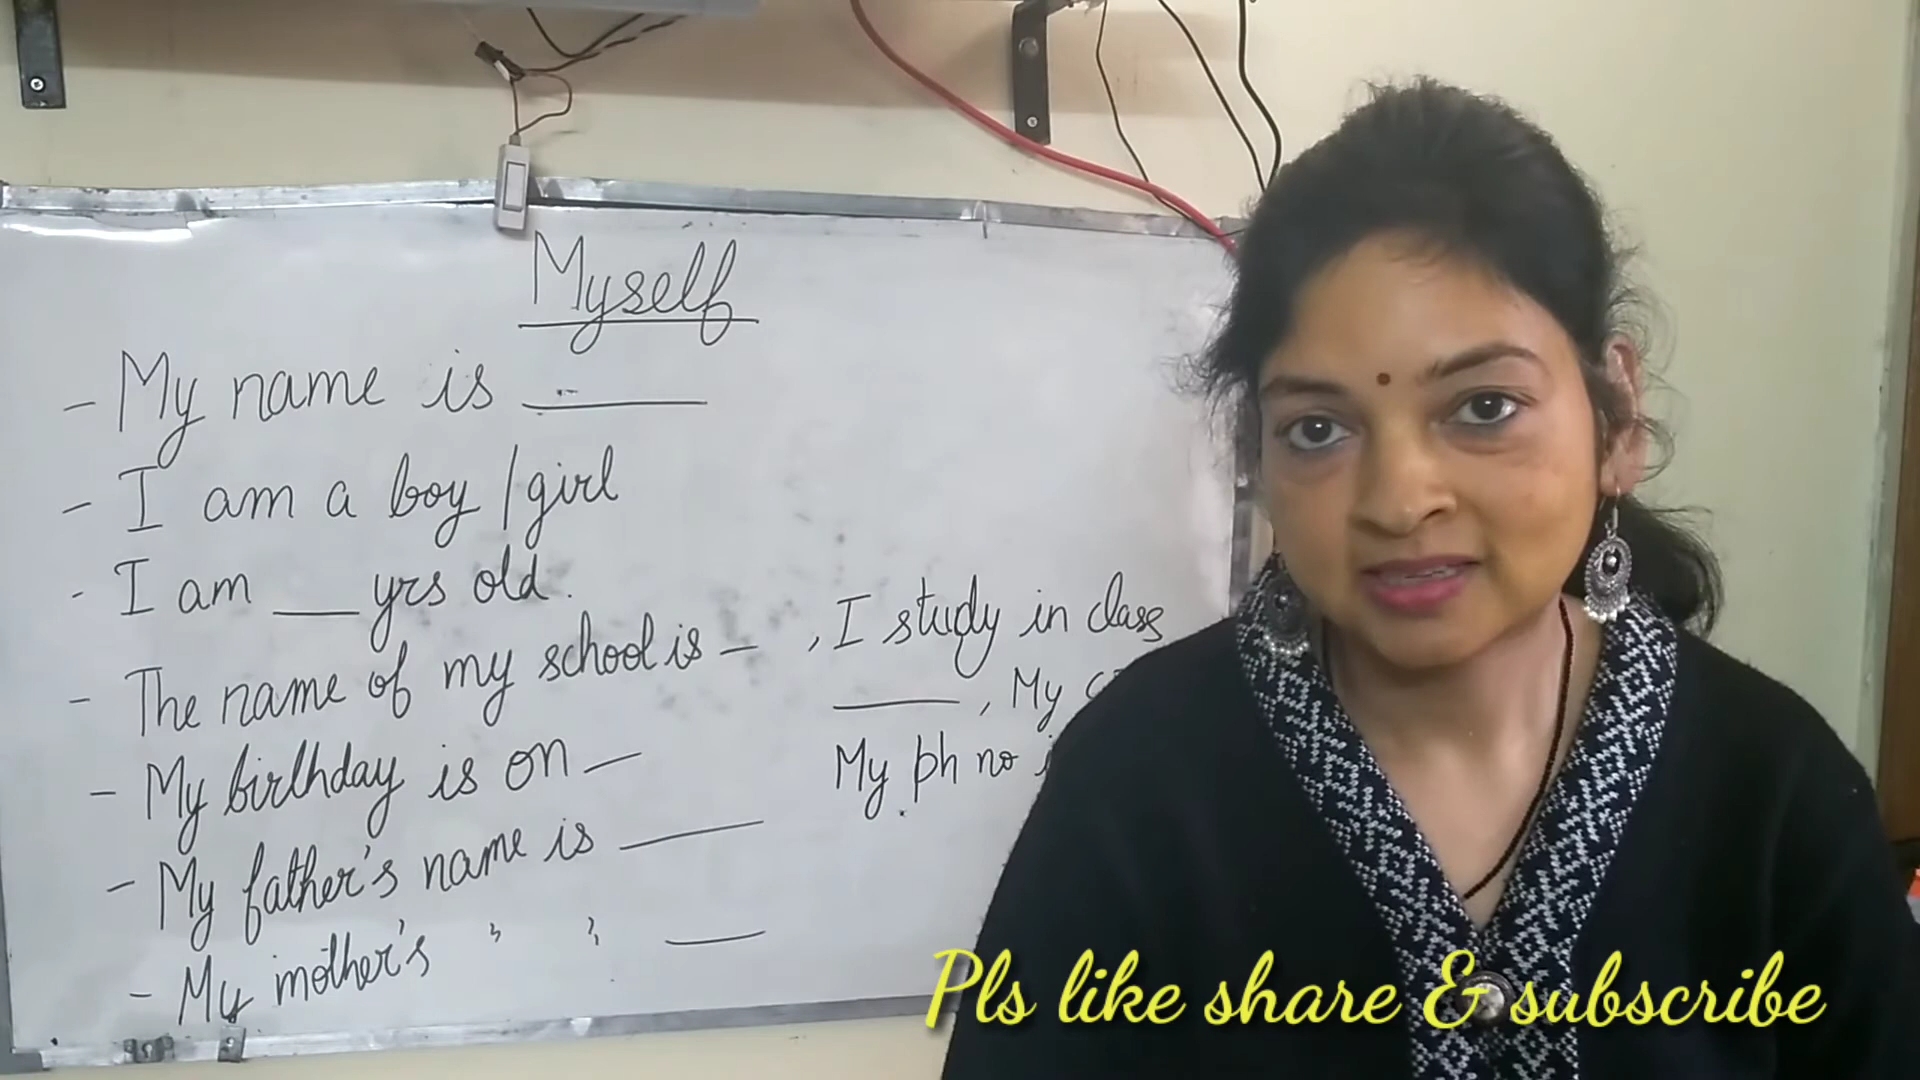 Myself
- My name is ____
- I am a boy / girl
- I am ___ yrs old.
- The name of my school is _
- My birthday is on _
- My father's name is ____
- My mother's " " ___
, I study in class
____, My
My ph no
Pls like share & subscribe